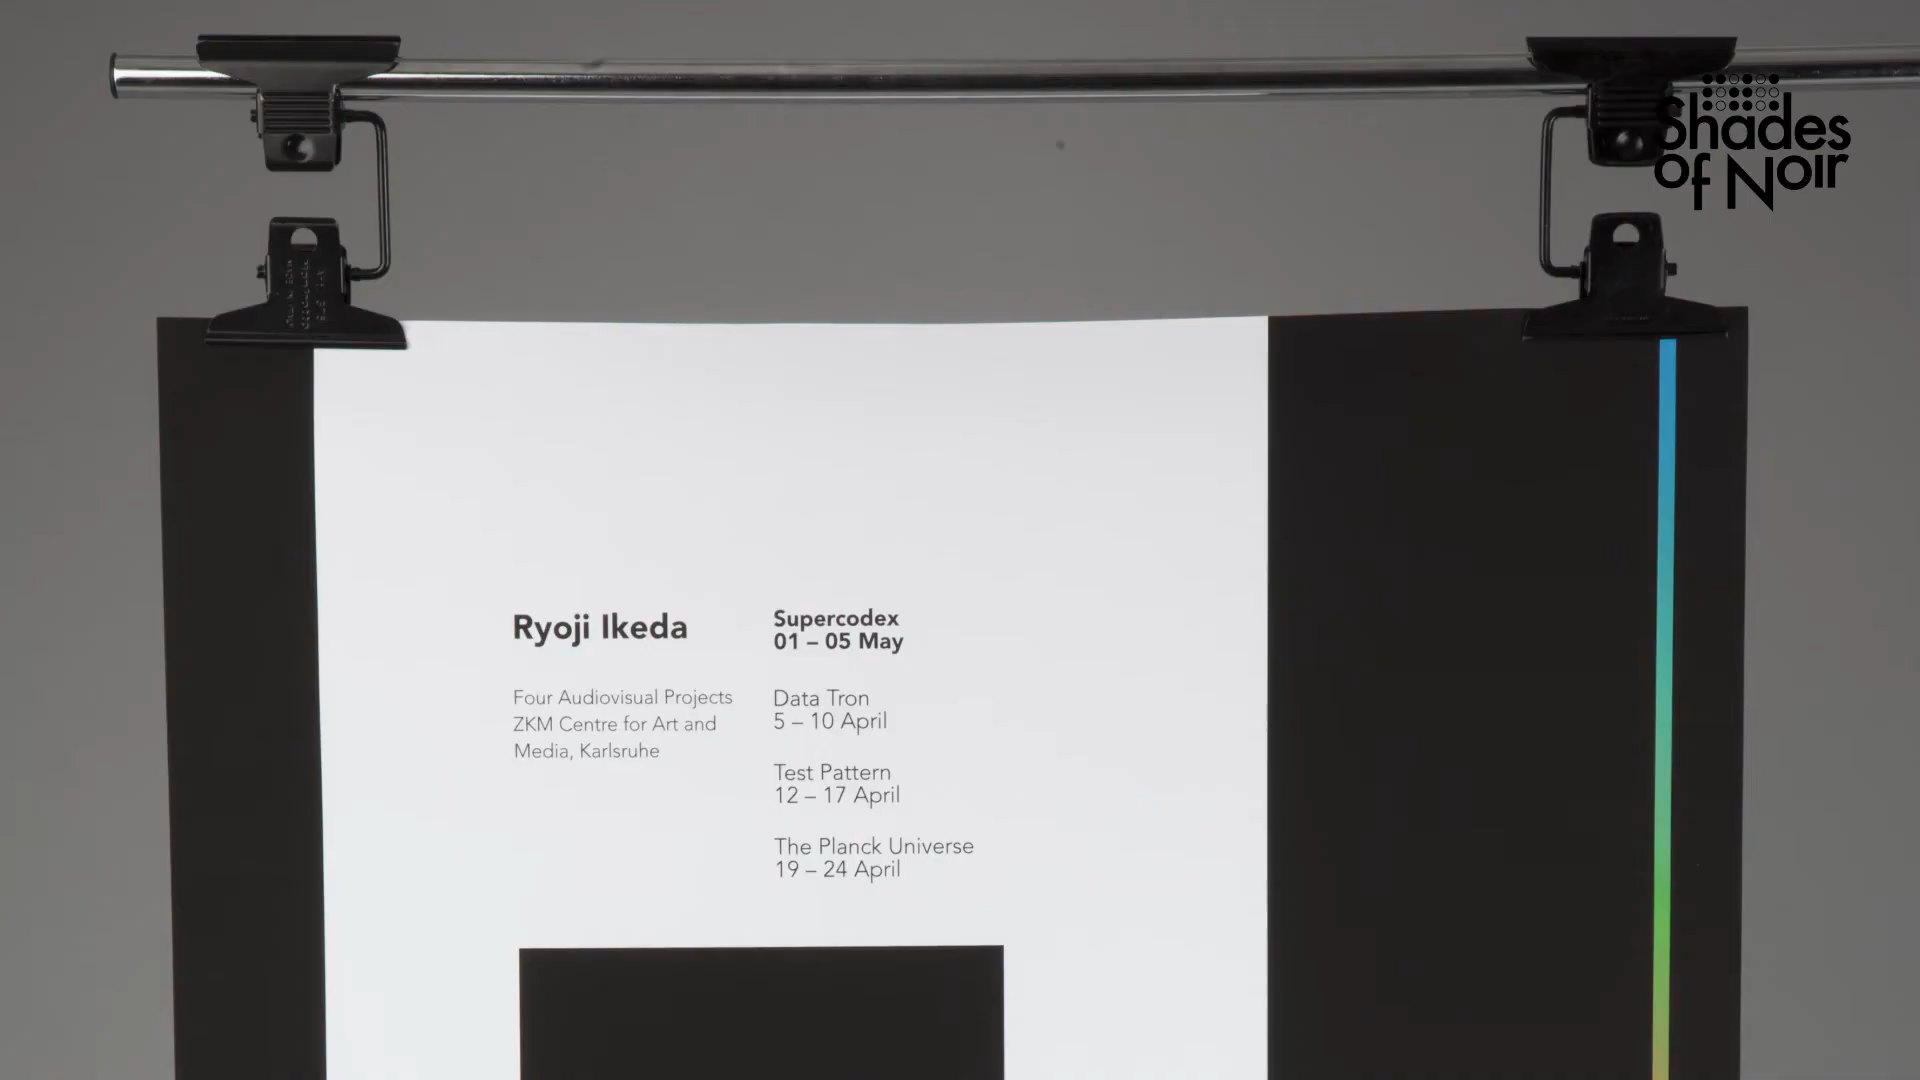 Shades
of Noir
Ryoji Ikeda
Four Audiovisual Projects
ZKM Centre for Art and
Media, Karlsruhe
Supercodex
01 – 05 May
Data Tron
5 – 10 April
Test Pattern
12 – 17 April
The Planck Universe
19 – 24 April